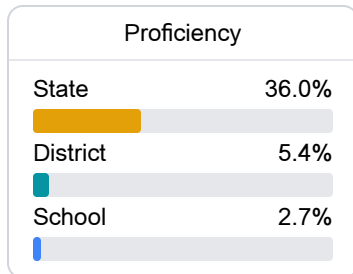 Proficiency
State 36.0%
District 5.4%
School 2.7%